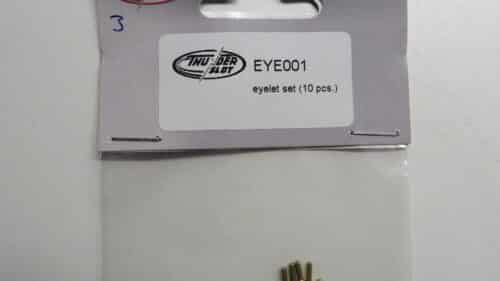 3
THUNDER
SLOT
EYE001
eyelet set (10 pcs.)